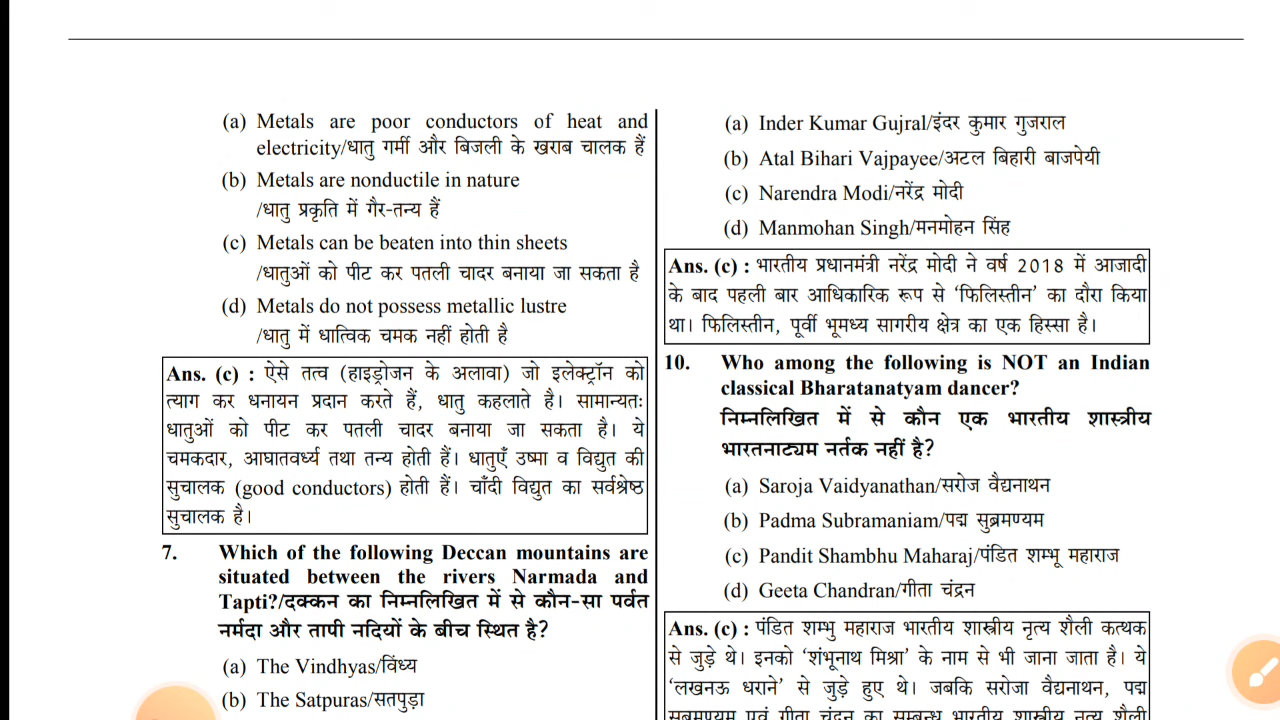 (a) Metals are poor conductors of heat and
electricity/धातु गर्मी और बिजली के खराब चालक हैं
(b) Metals are nonductile in nature
/धातु प्रकृति में गैर-तन्य हैं
(c) Metals can be beaten into thin sheets
/धातुओं को पीट कर पतली चादर बनाया जा सकता है
(d) Metals do not possess metallic lustre
/धातु में धात्विक चमक नहीं होती है
Ans. (c) : ऐसे तत्व (हाइड्रोजन के अलावा) जो इलेक्ट्रॉन को
त्याग कर धनायन प्रदान करते हैं, धातु कहलाते है। सामान्यतः
धातुओं को पीट कर पतली चादर बनाया जा सकता है। ये
चमकदार, आघातवर्ध्य तथा तन्य होती हैं। धातुएँ उष्मा व विद्युत की
सुचालक (good conductors) होती हैं। चाँदी विद्युत का सर्वश्रेष्ठ
सुचालक है।
7. Which of the following Deccan mountains are
situated between the rivers Narmada and
Tapti?/दक्कन का निम्नलिखित में से कौन-सा पर्वत
नर्मदा और तापी नदियों के बीच स्थित है?
(a) The Vindhyas/विंध्य
(b) The Satpuras/सतपुड़ा
(a) Inder Kumar Gujral/इंदर कुमार गुजराल
(b) Atal Bihari Vajpayee/अटल बिहारी बाजपेयी
(c) Narendra Modi/नरेंद्र मोदी
(d) Manmohan Singh/मनमोहन सिंह
Ans. (c) : भारतीय प्रधानमंत्री नरेंद्र मोदी ने वर्ष 2018 में आजादी
के बाद पहली बार आधिकारिक रूप से ‘फिलिस्तीन’ का दौरा किया
था। फिलिस्तीन, पूर्वी भूमध्य सागरीय क्षेत्र का एक हिस्सा है।
10. Who among the following is NOT an Indian
classical Bharatanatyam dancer?
निम्नलिखित में से कौन एक भारतीय शास्त्रीय
भारतनाट्यम नर्तक नहीं है?
(a) Saroja Vaidyanathan/सरोज वैद्यनाथन
(b) Padma Subramaniam/पद्म सुब्रमण्यम
(c) Pandit Shambhu Maharaj/पंडित शम्भू महाराज
(d) Geeta Chandran/गीता चंद्रन
Ans. (c) : पंडित शम्भु महाराज भारतीय शास्त्रीय नृत्य शैली कत्थक
से जुड़े थे। इनको ‘शंभूनाथ मिश्रा’ के नाम से भी जाना जाता है। ये
‘लखनऊ धराने’ से जुड़े हुए थे। जबकि सरोजा वैद्यनाथन, पद्म
सुब्रमण्यम एवं गीता चंद्रन का सम्बन्ध भारतीय शास्त्रीय नृत्य शैली